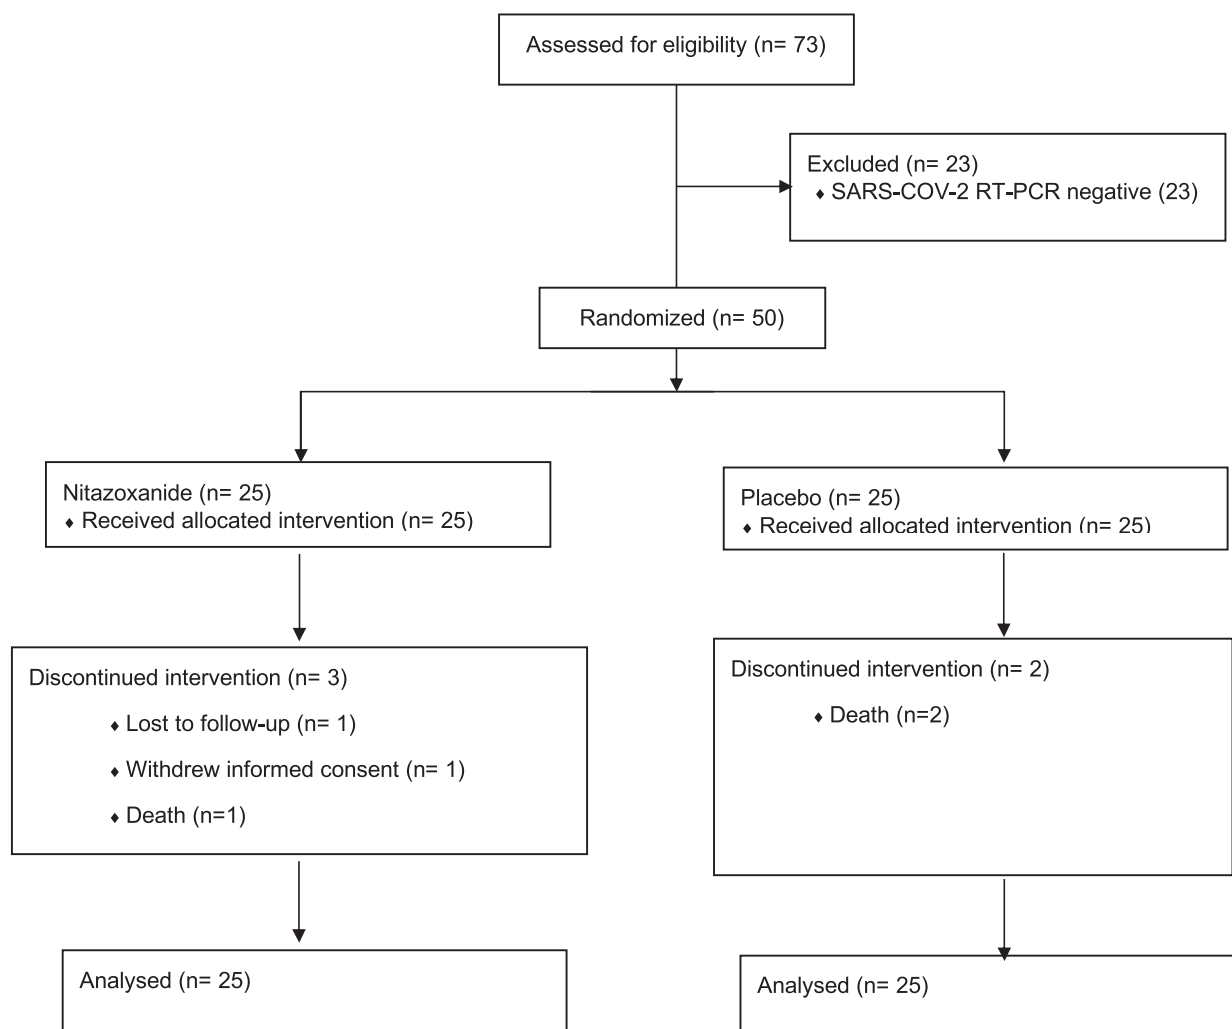 Assessed for eligibility (n= 73)
Excluded (n= 23)
♦ SARS-COV-2 RT-PCR negative (23)
Randomized (n= 50)
Nitazoxanide (n= 25)
♦ Received allocated intervention (n= 25)
Placebo (n= 25)
♦ Received allocated intervention (n= 25)
Discontinued intervention (n= 3)
♦ Lost to follow-up (n= 1)
♦ Withdrew informed consent (n= 1)
♦ Death (n=1)
Discontinued intervention (n= 2)
♦ Death (n=2)
Analysed (n= 25)
Analysed (n= 25)